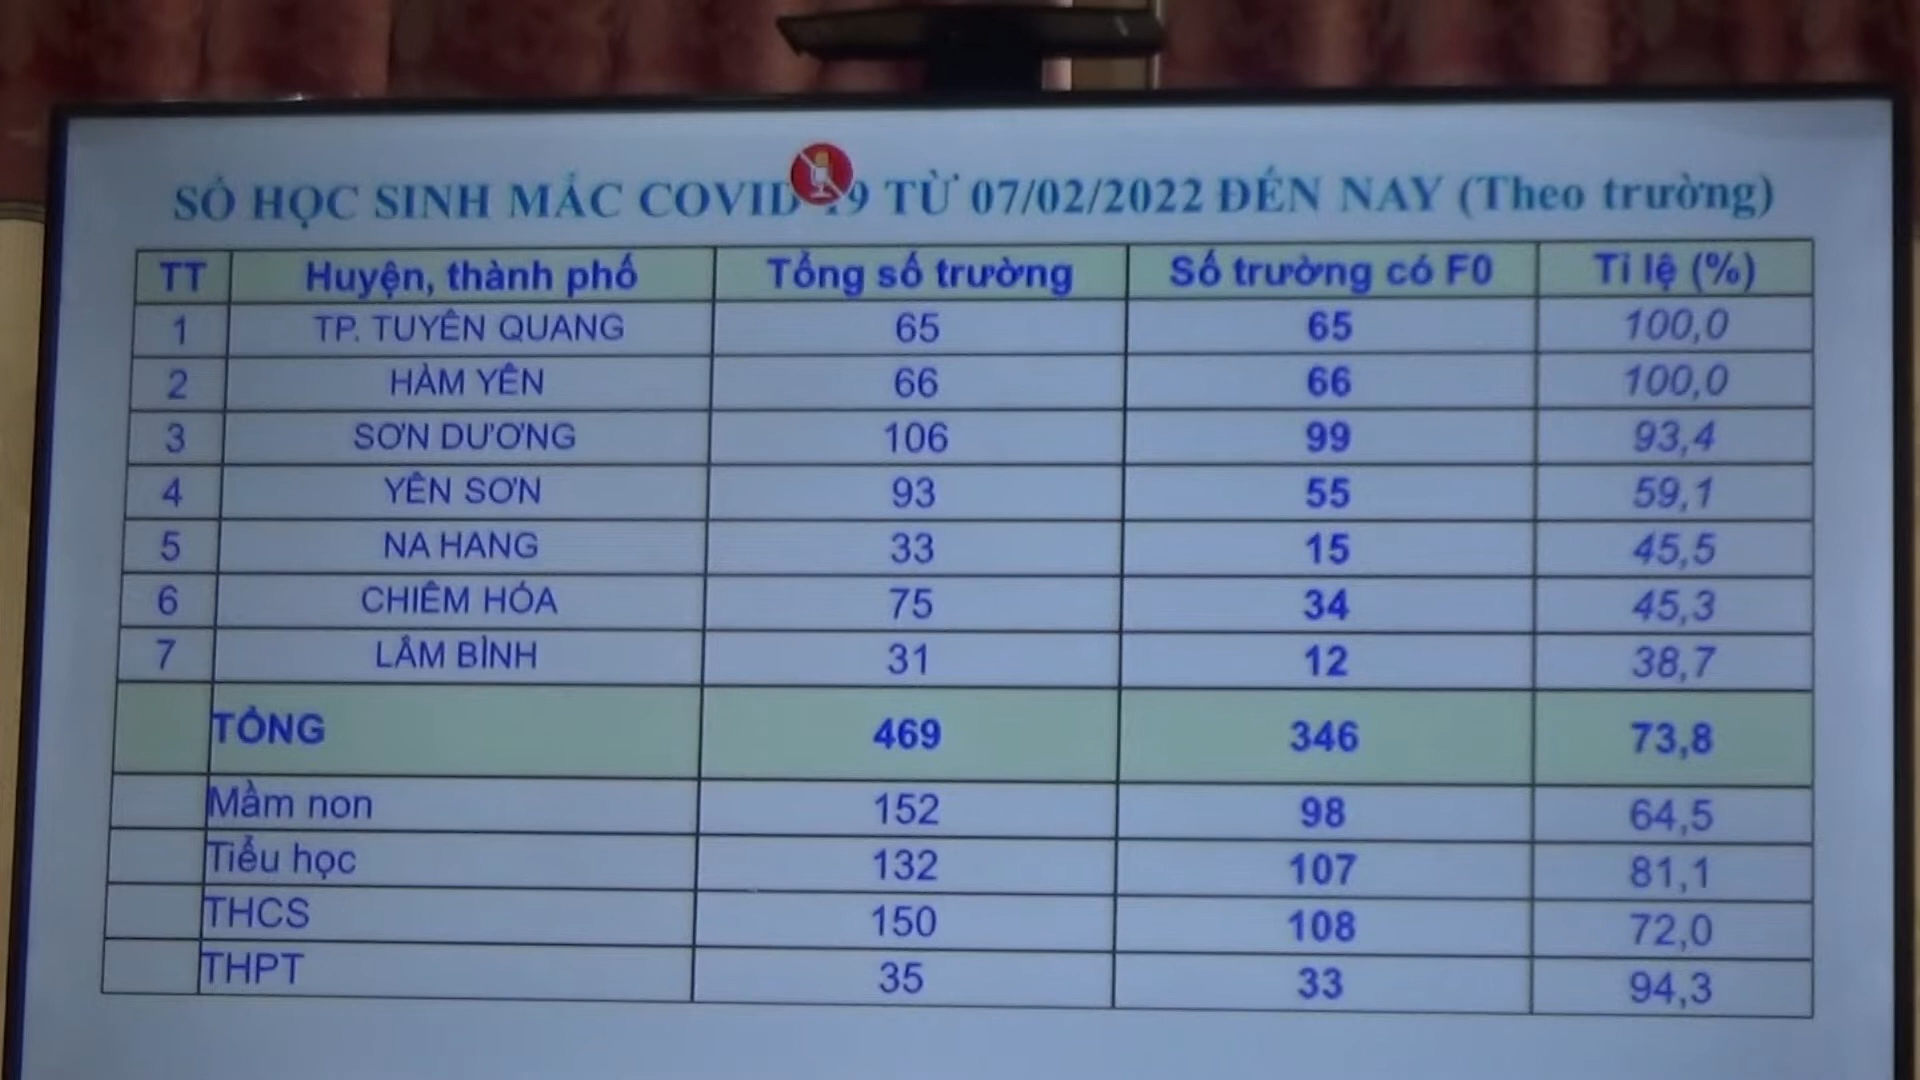 SỐ HỌC SINH MẮC COVID 19 TỪ 07/02/2022 ĐẾN NAY (Theo trường)
TT Huyện, thành phố Tổng số trường Số trường có F0 Tỉ lệ (%)
1 TP. TUYÊN QUANG 65 65 100,0
2 HÀM YÊN 66 66 100,0
3 SƠN DƯƠNG 106 99 93,4
4 YÊN SƠN 93 55 59,1
5 NA HANG 33 15 45,5
6 CHIÊM HÓA 75 34 45,3
7 LÂM BÌNH 31 12 38,7
TỔNG 469 346 73,8
Mầm non 152 98 64,5
Tiểu học 132 107 81,1
THCS 150 108 72,0
THPT 35 33 94,3